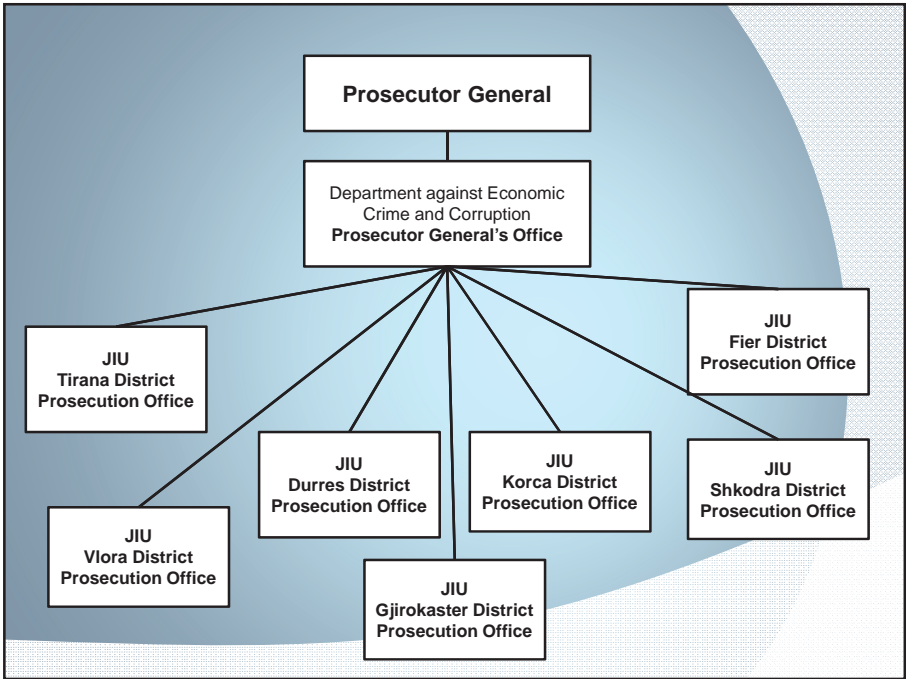 Prosecutor General
Department against Economic
Crime and Corruption
Prosecutor General's Office
JIU
Tirana District
Prosecution Office
JIU
Fier District
Prosecution Office
JIU
Durres District
Prosecution Office
JIU
Korca District
Prosecution Office
JIU
Shkodra District
Prosecution Office
JIU
Vlora District
Prosecution Office
JIU
Gjirokaster District
Prosecution Office